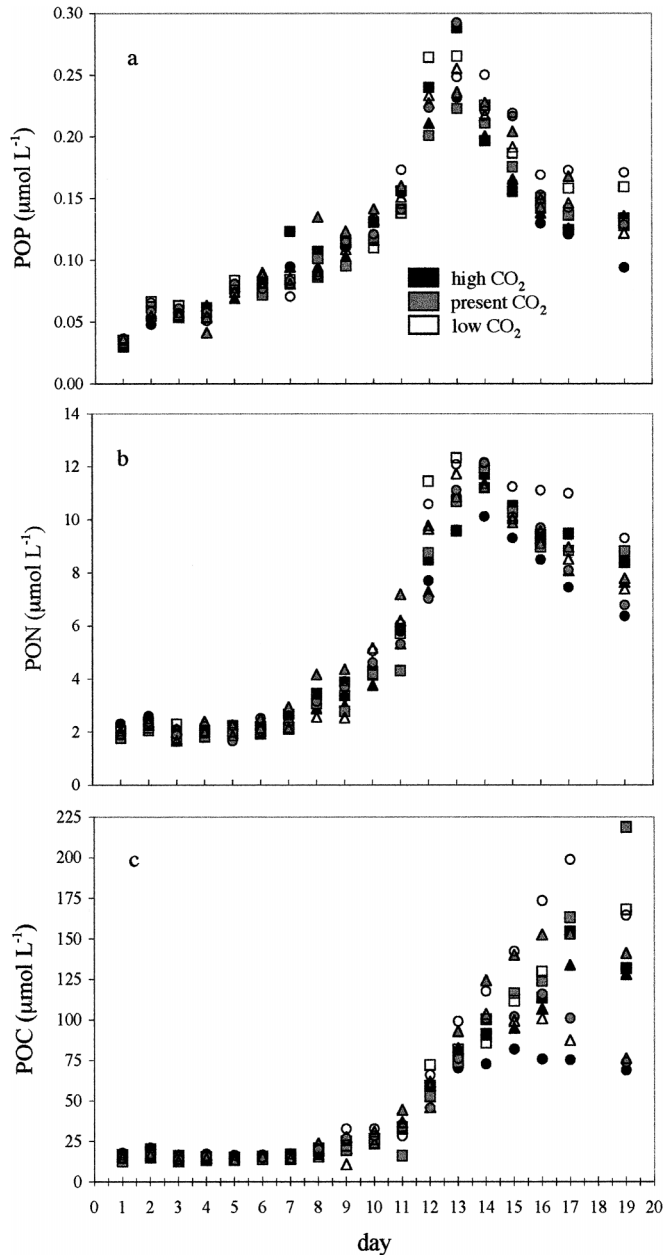 a
0.30
0.25
0.20
0.15
0.10
0.05
0.00
POP (µmol L⁻¹)
high CO₂
present CO₂
low CO₂
b
14
12
10
8
6
4
2
0
PON (µmol L⁻¹)
c
225
200
175
150
125
100
75
50
25
0
POC (µmol L⁻¹)
0 1 2 3 4 5 6 7 8 9 10 11 12 13 14 15 16 17 18 19 20
day